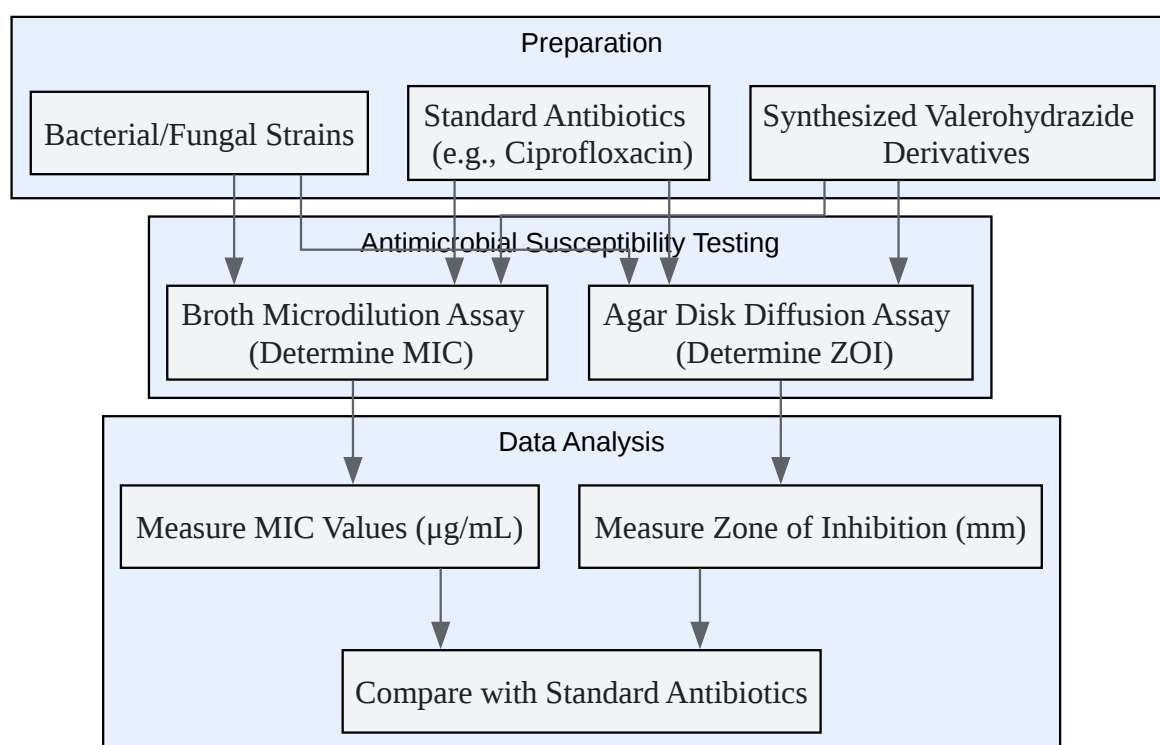 Preparation
Bacterial/Fungal Strains
Standard Antibiotics
(e.g., Ciprofloxacin)
Synthesized Valerohydrazide
Derivatives
Antimicrobial Susceptibility Testing
Broth Microdilution Assay
(Determine MIC)
Agar Disk Diffusion Assay
(Determine ZOI)
Data Analysis
Measure MIC Values (μg/mL)
Measure Zone of Inhibition (mm)
Compare with Standard Antibiotics